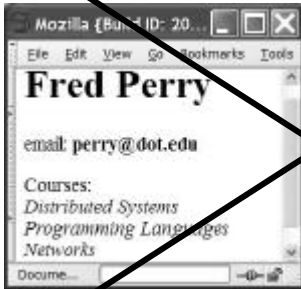 Mozilla {Build ID: 20...
File Edit View Go Bookmarks Tools
Fred Perry
email: perry@dot.edu
Courses:
Distributed Systems
Programming Languages
Networks
Docume...